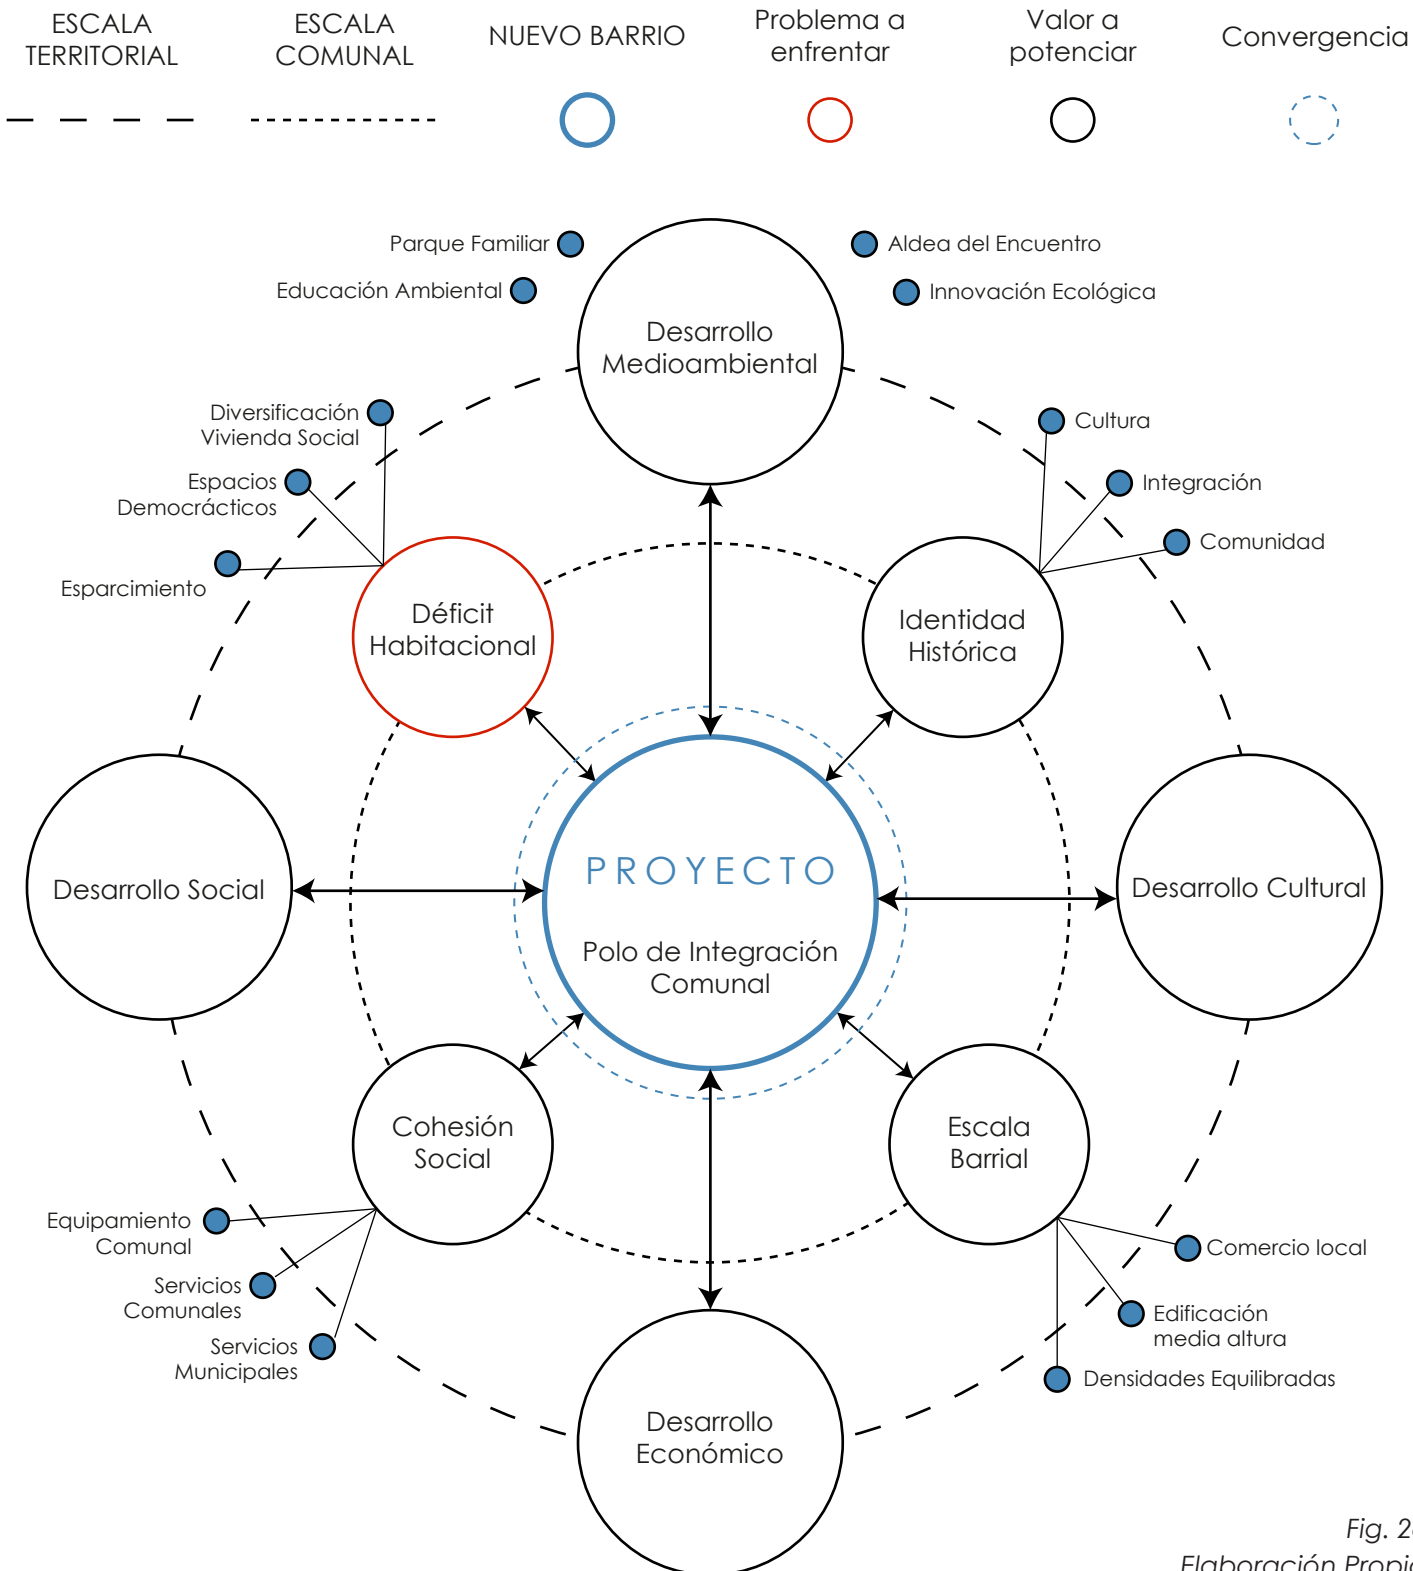 ESCALA
TERRITORIAL
ESCALA
COMUNAL
NUEVO BARRIO
Problema a
enfrentar
Valor a
potenciar
Convergencia
Parque Familiar
Educación Ambiental
Aldea del Encuentro
Innovación Ecológica
Desarrollo
Medioambiental
Diversificación
Vivienda Social
Espacios
Democrácticos
Esparcimiento
Cultura
Integración
Comunidad
Déficit
Habitacional
Identidad
Histórica
Desarrollo Social
PROYECTO
Polo de Integración
Comunal
Desarrollo Cultural
Cohesión
Social
Escala
Barrial
Equipamiento
Comunal
Servicios
Comunales
Servicios
Municipales
Comercio local
Edificación
media altura
Densidades Equilibradas
Desarrollo
Económico
Fig.
Elaboración Propia